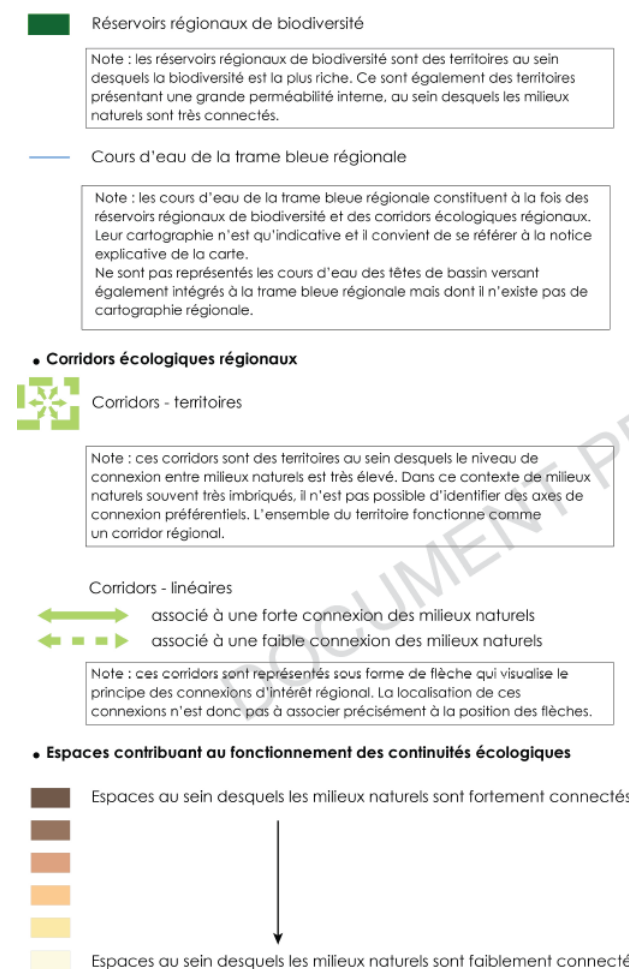 Réservoirs régionaux de biodiversité
Note : les réservoirs régionaux de biodiversité sont des territoires au sein
desquels la biodiversité est la plus riche. Ce sont également des territoires
présentant une grande perméabilité interne, au sein desquels les milieux
naturels sont très connectés.
Cours d'eau de la trame bleue régionale
Note : les cours d'eau de la trame bleue régionale constituent à la fois des
réservoirs régionaux de biodiversité et des corridors écologiques régionaux.
Leur cartographie n'est qu'indicative et il convient de se référer à la notice
explicative de la carte.
Ne sont pas représentés les cours d'eau des têtes de bassin versant
également intégrés à la trame bleue régionale mais dont il n'existe pas de
cartographie régionale.
• Corridors écologiques régionaux
Corridors - territoires
Note : ces corridors sont des territoires au sein desquels le niveau de
connexion entre milieux naturels est très élevé. Dans ce contexte de milieux
naturels souvent très imbriqués, il n'est pas possible d'identifier des axes de
connexion préférentiels. L'ensemble du territoire fonctionne comme
un corridor régional.
Corridors - linéaires
associé à une forte connexion des milieux naturels
associé à une faible connexion des milieux naturels
Note : ces corridors sont représentés sous forme de flèche qui visualise le
principe des connexions d'intérêt régional. La localisation de ces
connexions n'est donc pas à associer précisément à la position des flèches.
• Espaces contribuant au fonctionnement des continuités écologiques
Espaces au sein desquels les milieux naturels sont fortement connectés
Espaces au sein desquels les milieux naturels sont faiblement connecté
DOCUMENT P